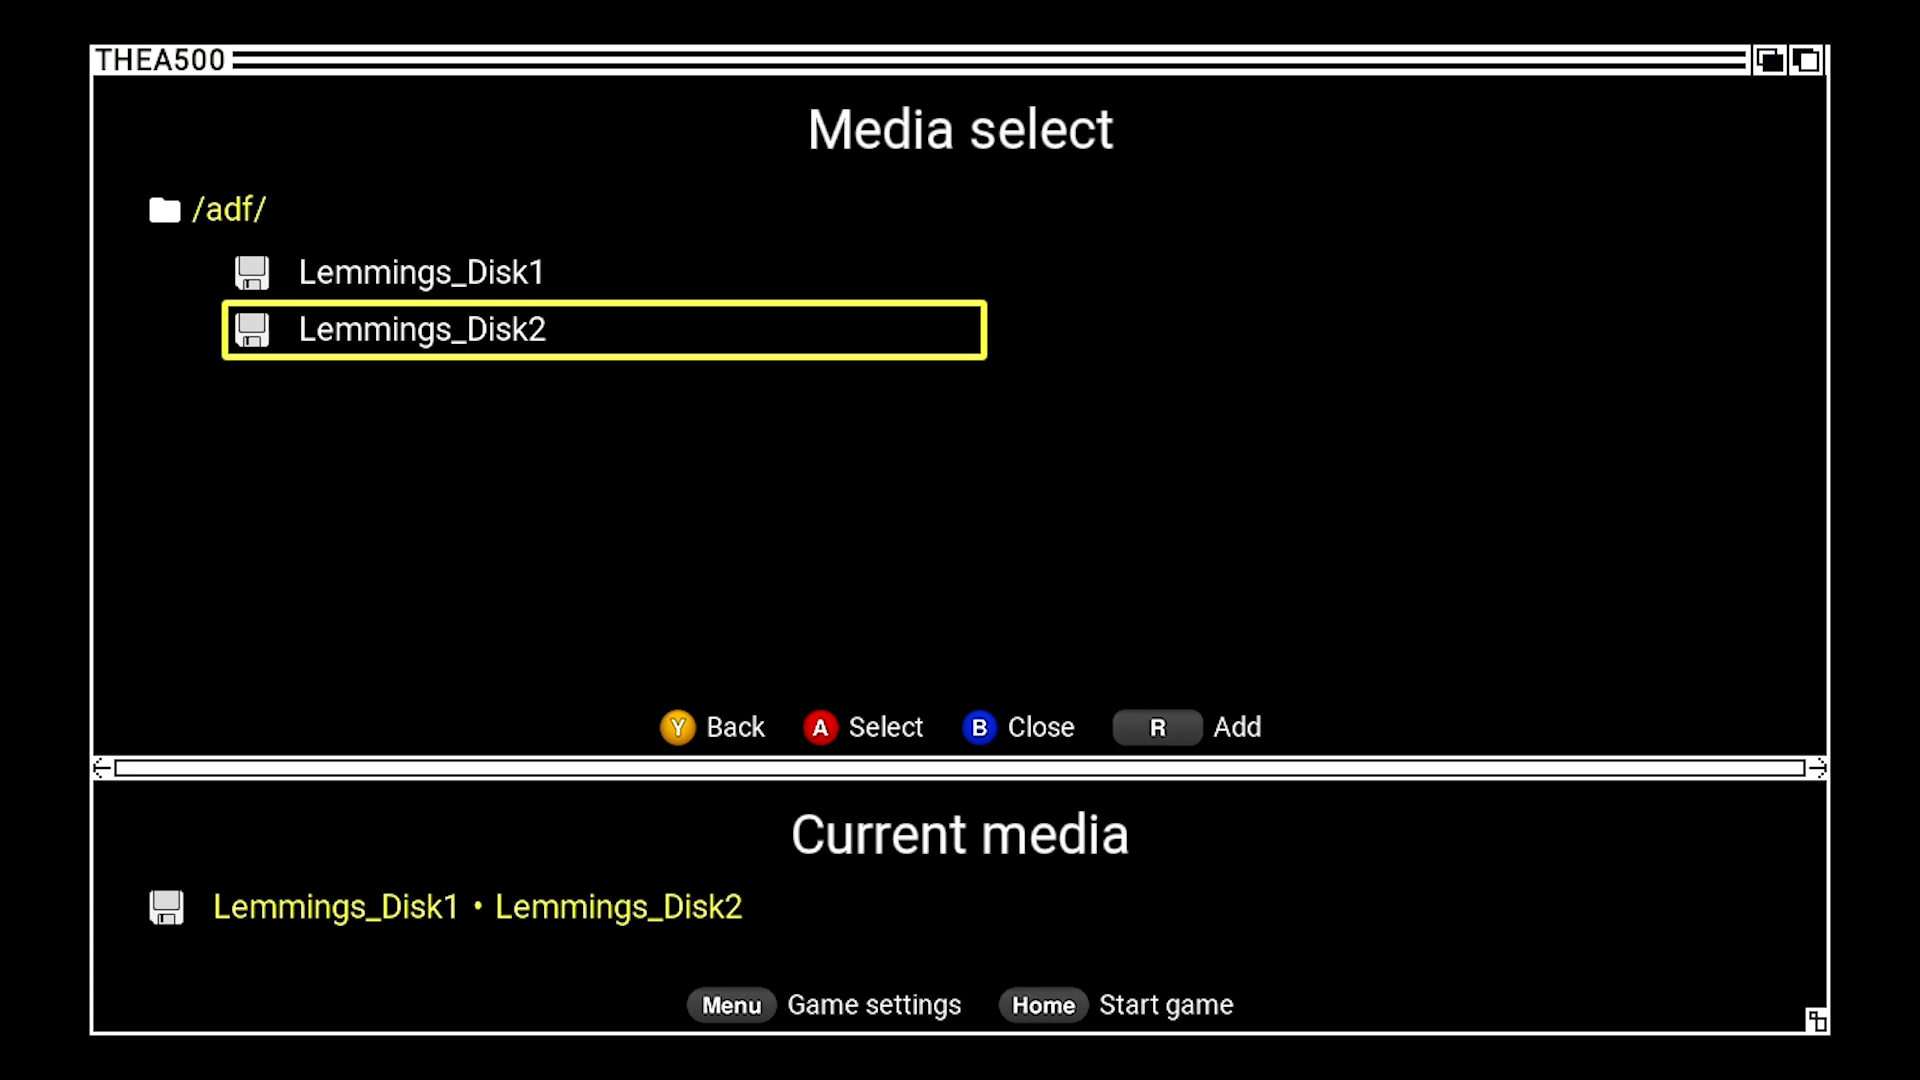 THEA500
Media select
/adf/
Lemmings_Disk1
Lemmings_Disk2
Y Back A Select B Close R Add
Current media
Lemmings_Disk1 • Lemmings_Disk2
Menu Game settings Home Start game